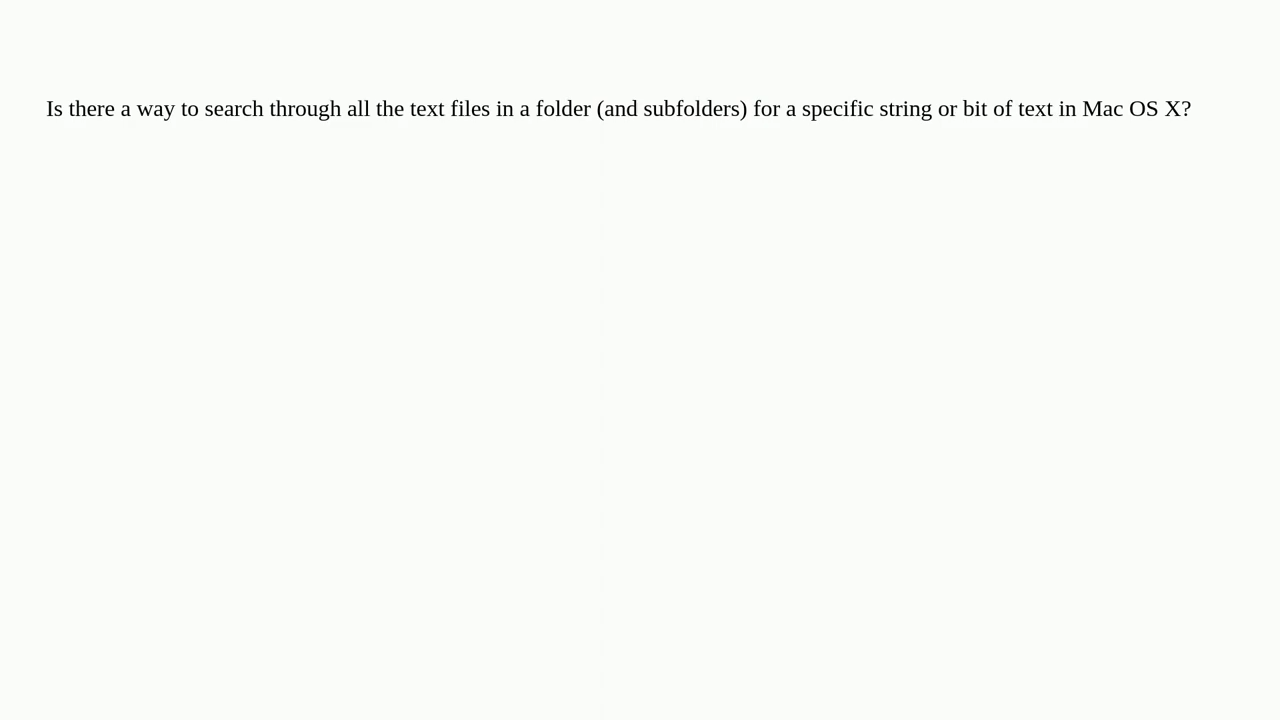 Is there a way to search through all the text files in a folder (and subfolders) for a specific string or bit of text in Mac OS X?